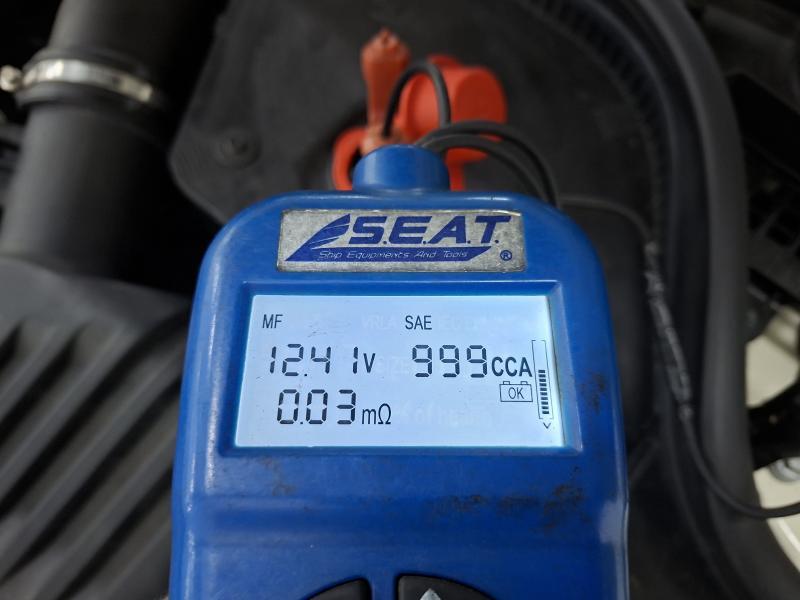 S.E.A.T. ®
Ship Equipments And Tools
MF SAE
12.41V 999CCA
OK
0.03mΩ